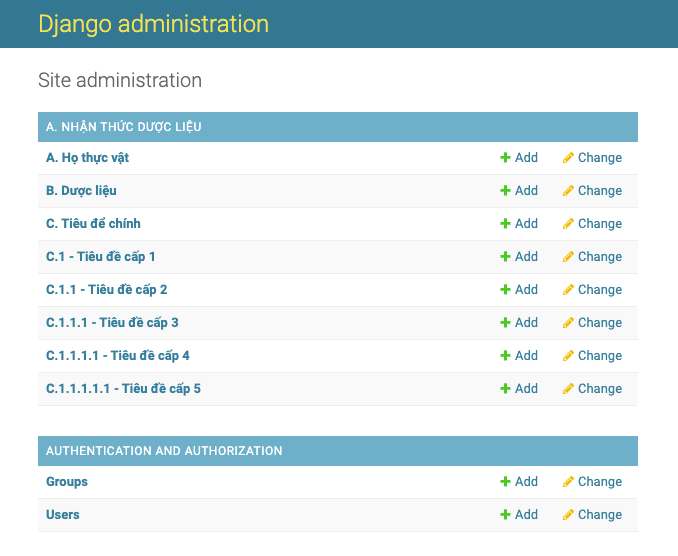 Django administration
Site administration
A. NHẬN THỨC DƯỢC LIỆU
A. Họ thực vật Add Change
B. Dược liệu Add Change
C. Tiêu để chính Add Change
C.1 - Tiêu đề cấp 1 Add Change
C.1.1 - Tiêu đề cấp 2 Add Change
C.1.1.1 - Tiêu đề cấp 3 Add Change
C.1.1.1.1 - Tiêu đề cấp 4 Add Change
C.1.1.1.1.1 - Tiêu đề cấp 5 Add Change
AUTHENTICATION AND AUTHORIZATION
Groups Add Change
Users Add Change